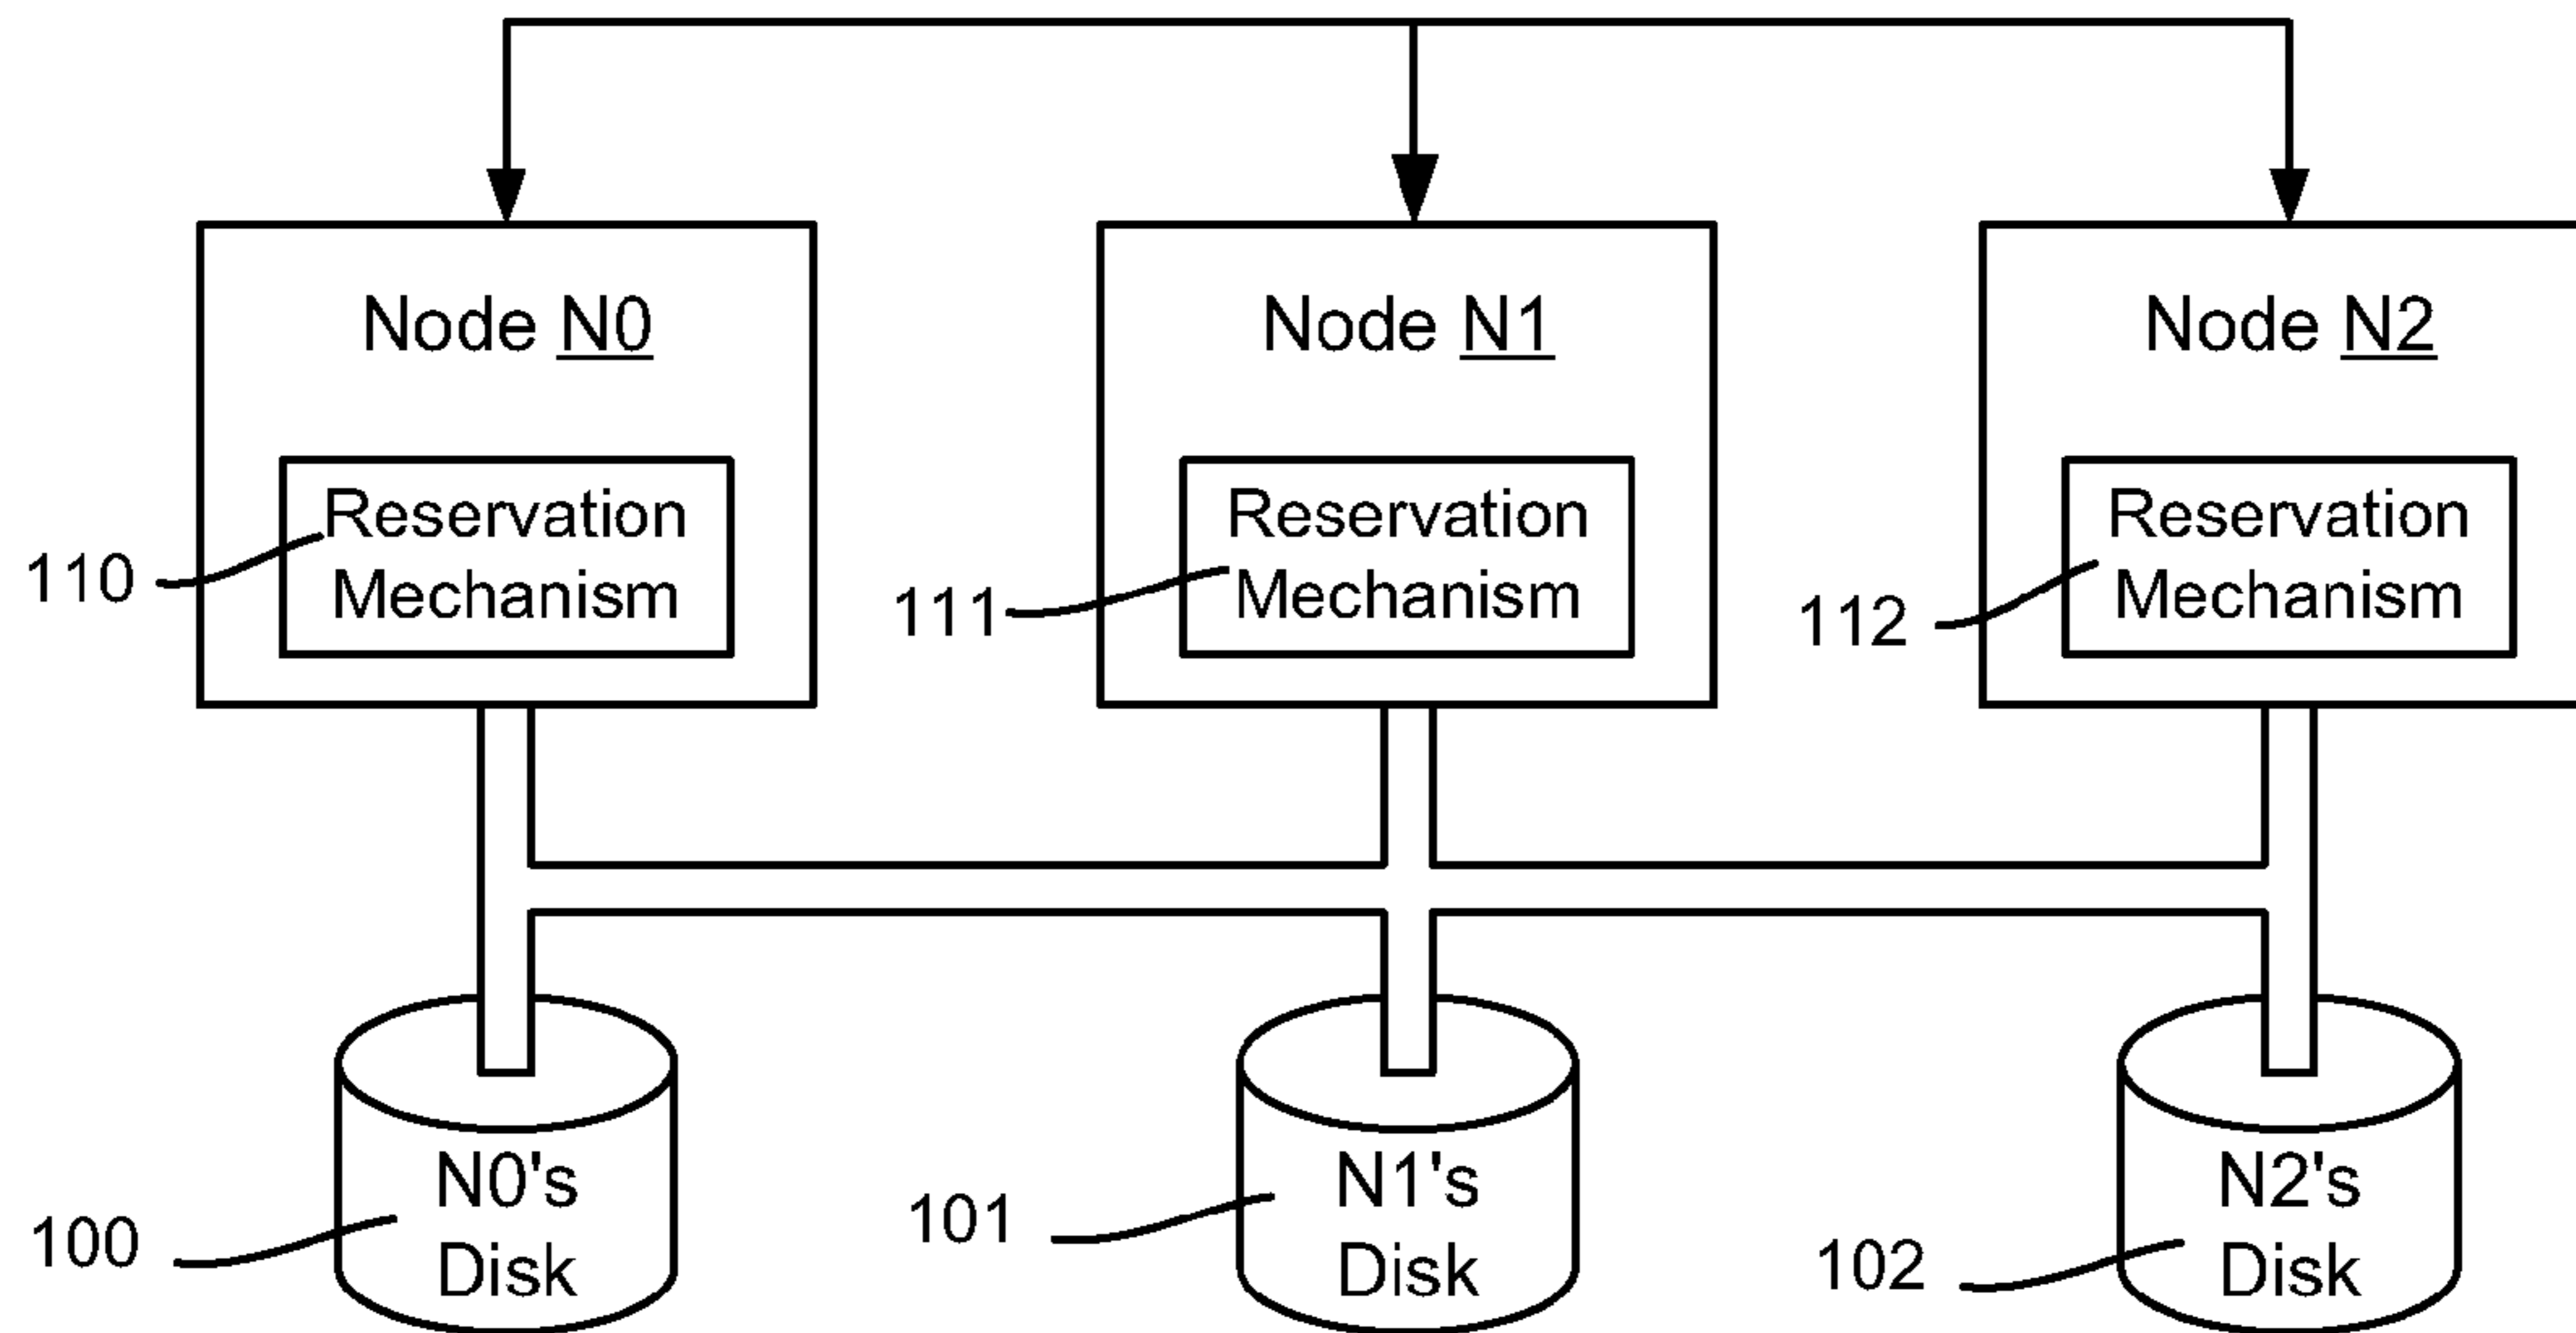 Node N0
Node N1
Node N2
Reservation
Mechanism
110
Reservation
Mechanism
111
Reservation
Mechanism
112
N0's
Disk
100
N1's
Disk
101
N2's
Disk
102